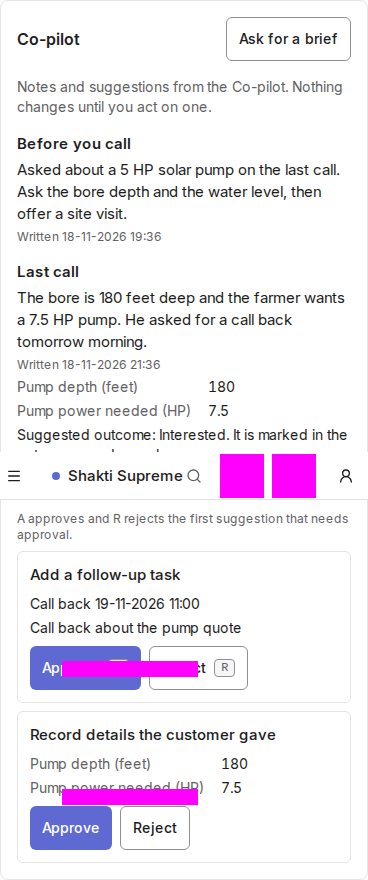 Co-pilot
Ask for a brief
Notes and suggestions from the Co-pilot. Nothing
changes until you act on one.
Before you call
Asked about a 5 HP solar pump on the last call.
Ask the bore depth and the water level, then
offer a site visit.
Written 18-11-2026 19:36
Last call
The bore is 180 feet deep and the farmer wants
a 7.5 HP pump. He asked for a call back
tomorrow morning.
Written 18-11-2026 21:36
Pump depth (feet) 180
Pump power needed (HP) 7.5
Suggested outcome: Interested. It is marked in the
Shakti Supreme
A approves and R rejects the first suggestion that needs
approval.
Add a follow-up task
Call back 19-11-2026 11:00
Call back about the pump quote
R
Record details the customer gave
Pump depth (feet) 180
Pump power needed (HP) 7.5
Approve
Reject